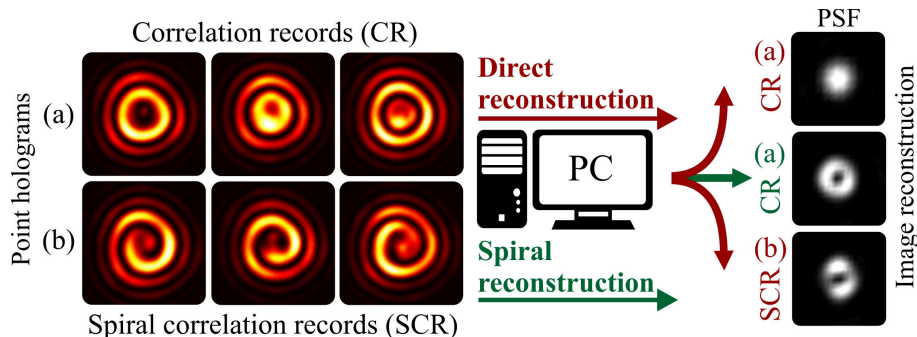 Correlation records (CR)
Point holograms
(a)
(b)
Spiral correlation records (SCR)
Direct
reconstruction
PC
Spiral
reconstruction
PSF
(a)
CR
(a)
CR
(b)
SCR
Image reconstruction